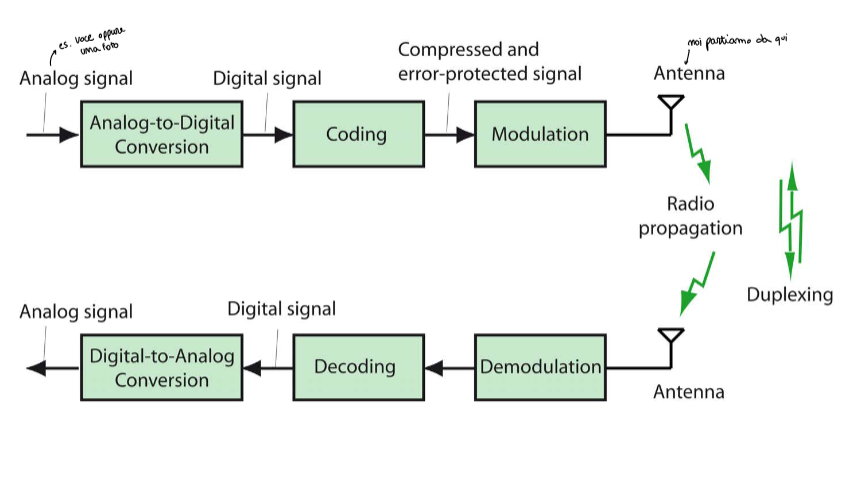 es. voce oppure
una foto
noi partiamo da qui
Analog signal
Digital signal
Compressed and
error-protected signal
Antenna
Analog-to-Digital
Conversion
Coding
Modulation
Radio
propagation
Duplexing
Analog signal
Digital signal
Digital-to-Analog
Conversion
Decoding
Demodulation
Antenna